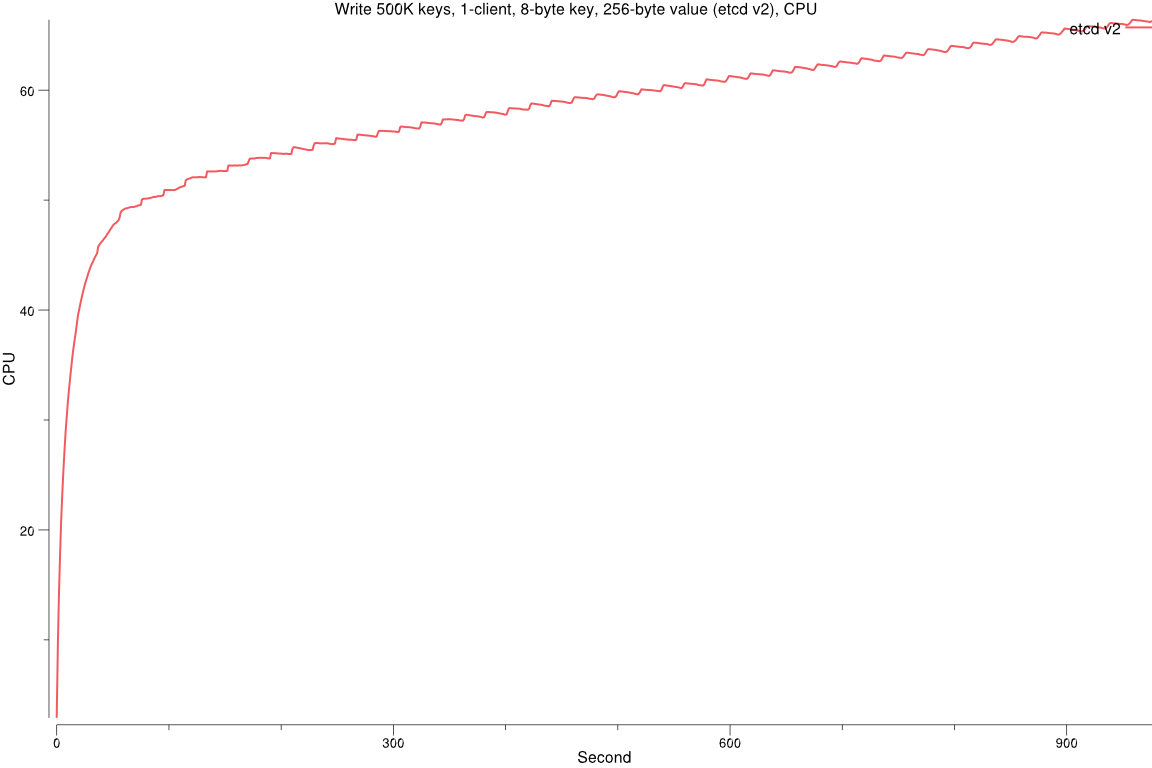 Write 500K keys, 1-client, 8-byte key, 256-byte value (etcd v2), CPU
etcd v2
60
40
20
CPU
0
300
600
900
Second